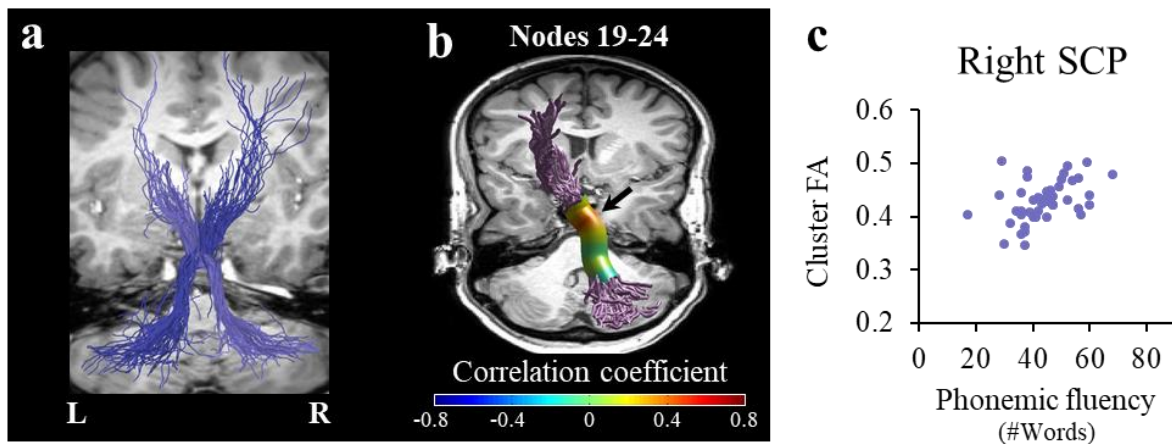 a
L
R
b
Nodes 19-24
Correlation coefficient
-0.8
-0.4
0
0.4
0.8
c
Right SCP
Cluster FA
0.6
0.5
0.4
0.3
0.2
0
20
40
60
80
Phonemic fluency
(#Words)